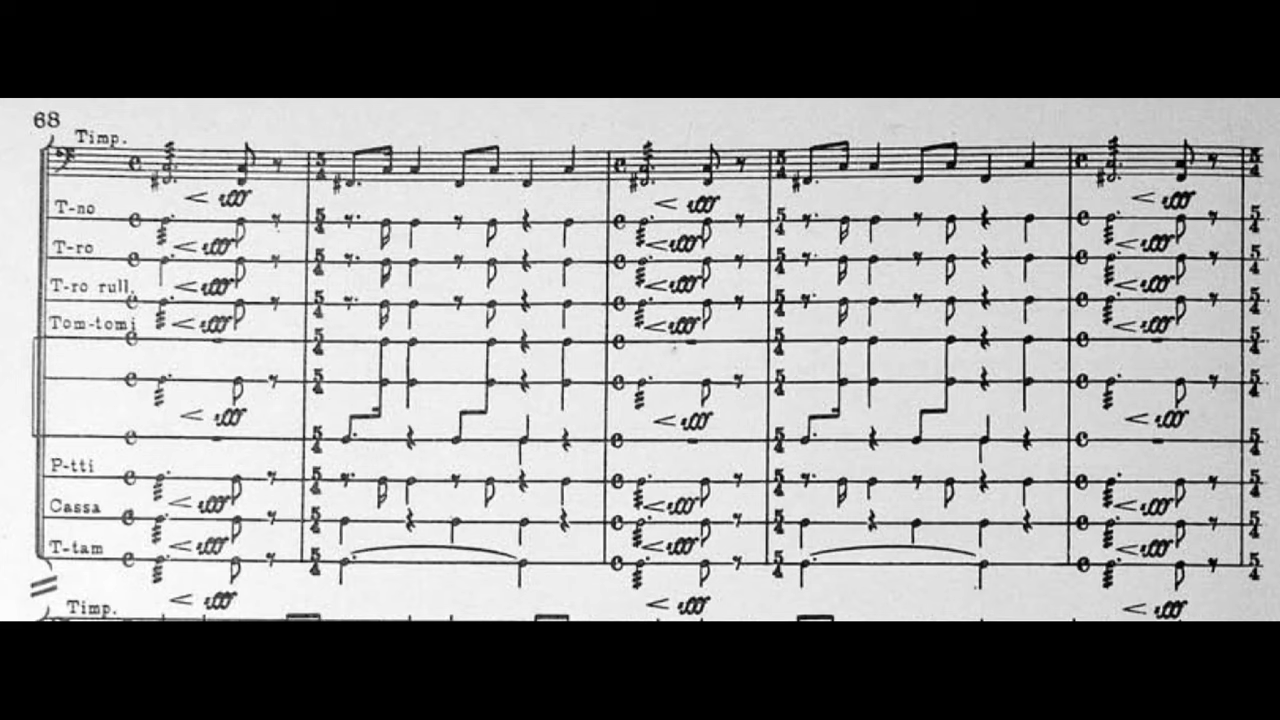 68
Timp.
T-no
T-ro
T-ro rull.
Tom-tomi
P-tti
Cassa
T-tam
Timp.